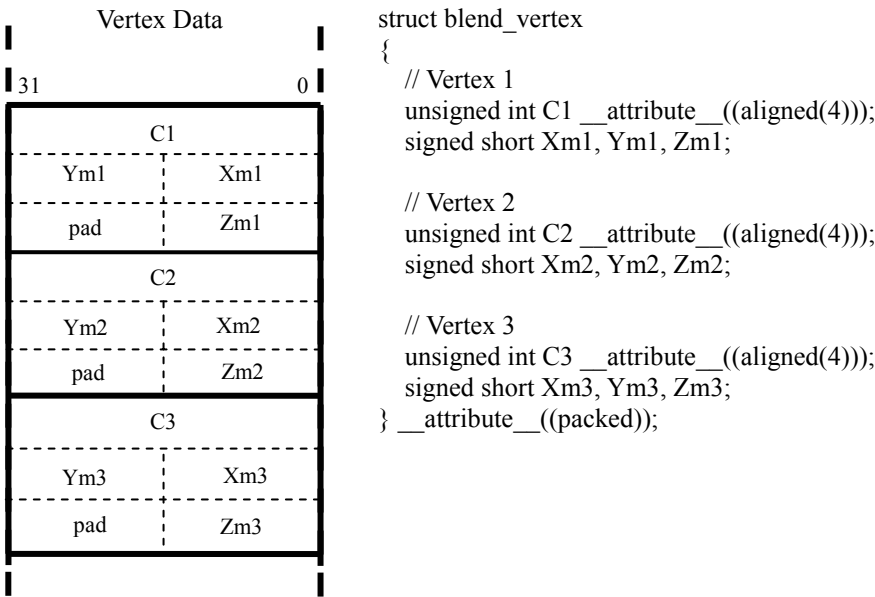 Vertex Data
31 0
C1
Ym1 Xm1
pad Zm1
C2
Ym2 Xm2
pad Zm2
C3
Ym3 Xm3
pad Zm3
struct blend_vertex
{
// Vertex 1
unsigned int C1 __attribute__((aligned(4)));
signed short Xm1, Ym1, Zm1;
// Vertex 2
unsigned int C2 __attribute__((aligned(4)));
signed short Xm2, Ym2, Zm2;
// Vertex 3
unsigned int C3 __attribute__((aligned(4)));
signed short Xm3, Ym3, Zm3;
} __attribute__((packed));